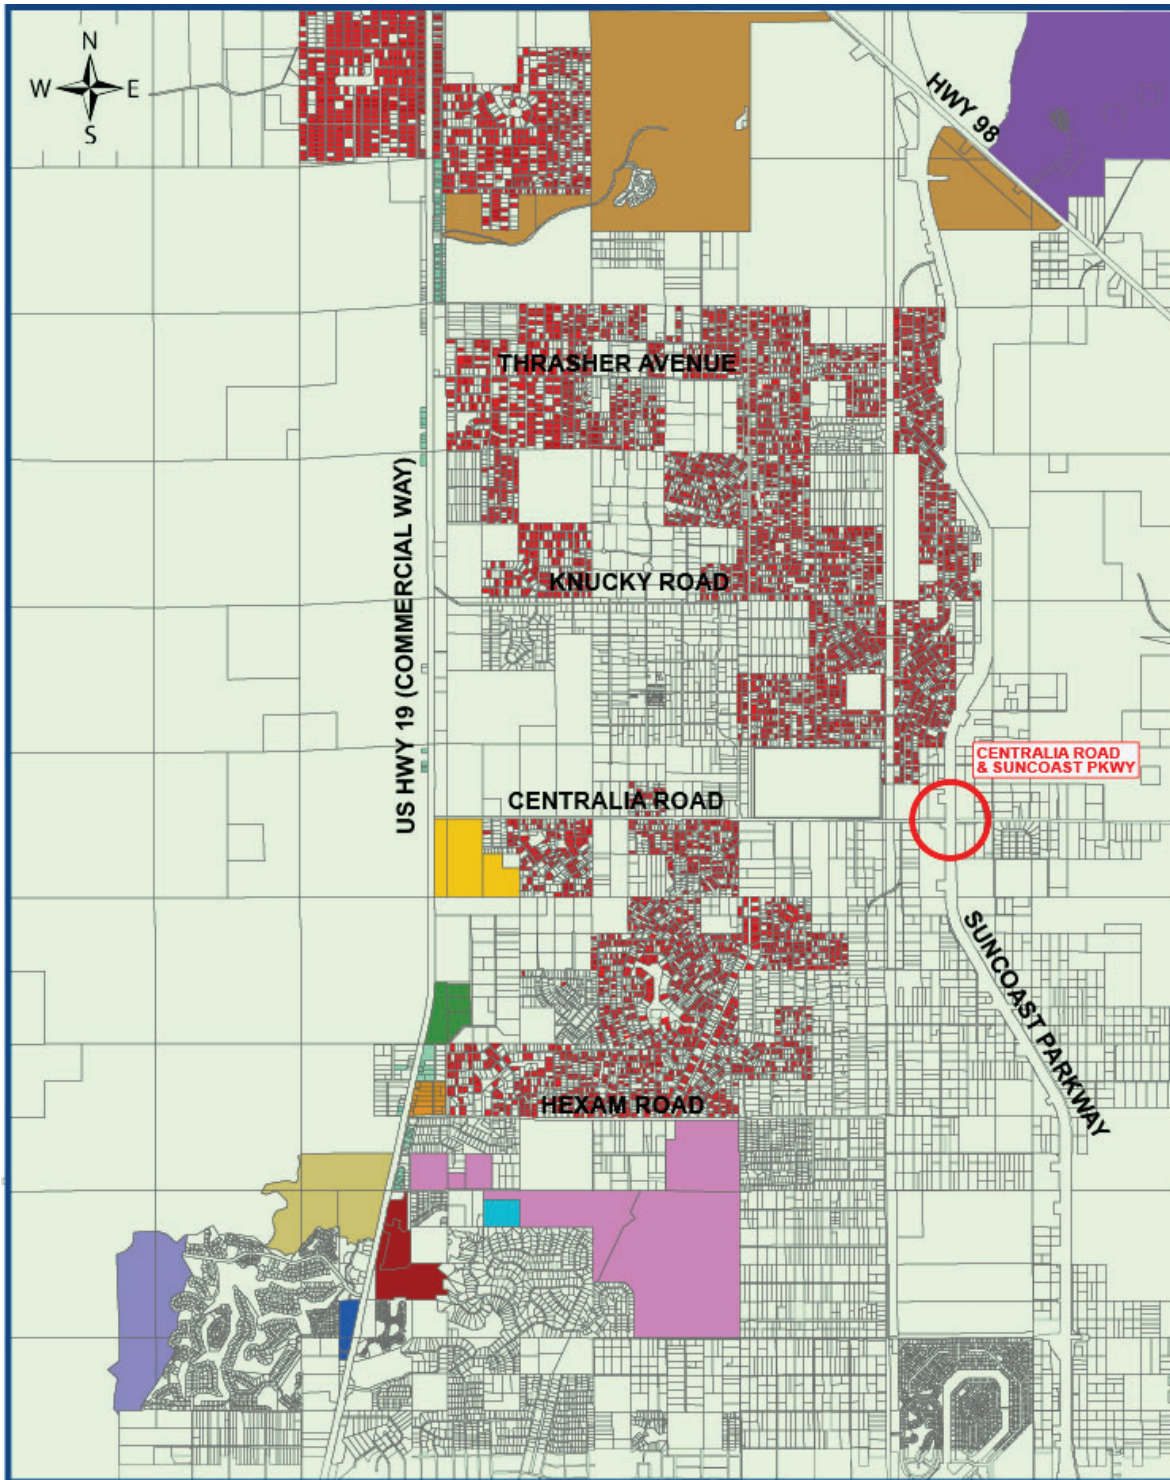 N
W E
S
HWY 98
THRASHER AVENUE
US HWY 19 (COMMERCIAL WAY)
KNUCKY ROAD
CENTRALIA ROAD
& SUNCOAST PKWY
CENTRALIA ROAD
SUNCOAST PARKWAY
HEXAM ROAD